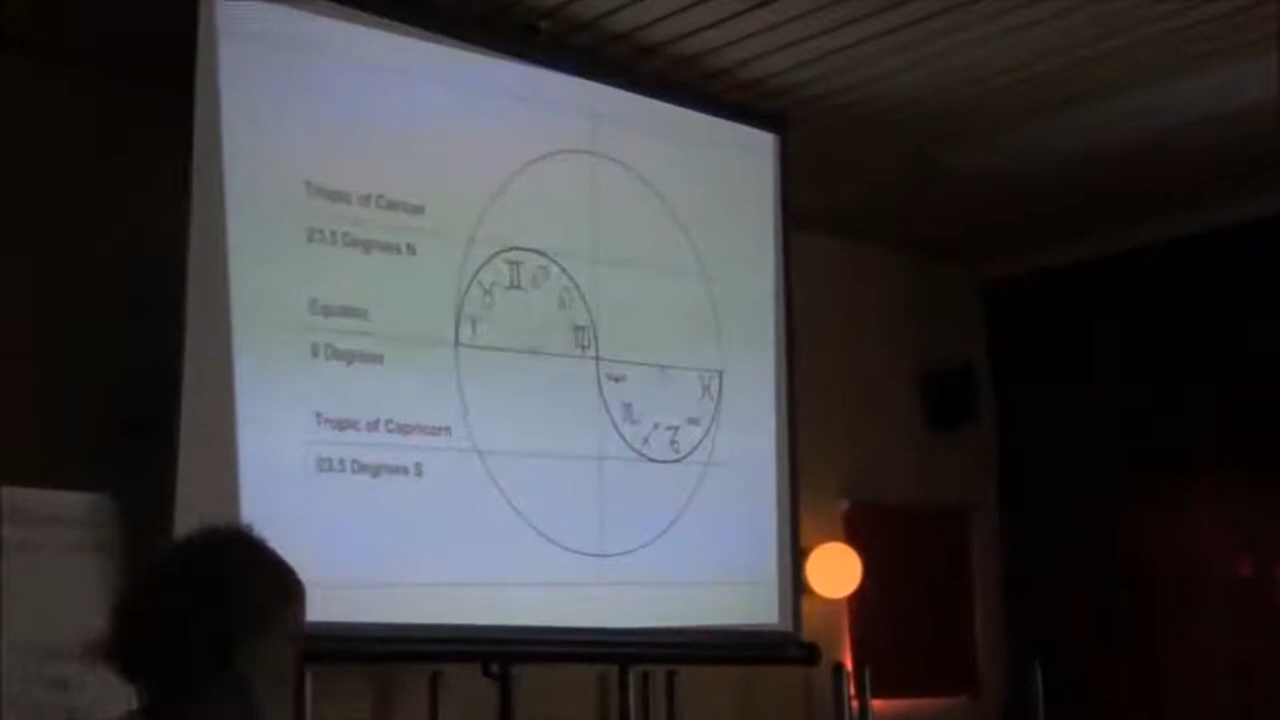 Tropic of Cancer
23.5 Degrees N
Equator
0 Degrees
Tropic of Capricorn
23.5 Degrees S